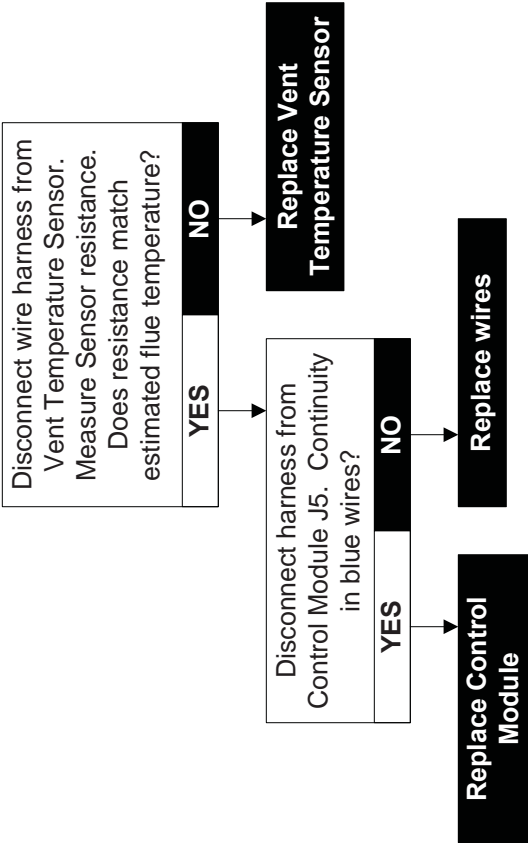 Disconnect wire harness from
Vent Temperature Sensor.
Measure Sensor resistance.
Does resistance match
estimated flue temperature?
YES
NO
Replace Vent
Temperature Sensor
Disconnect harness from
Control Module J5.  Continuity
in blue wires?
YES
NO
Replace Control
Module
Replace wires